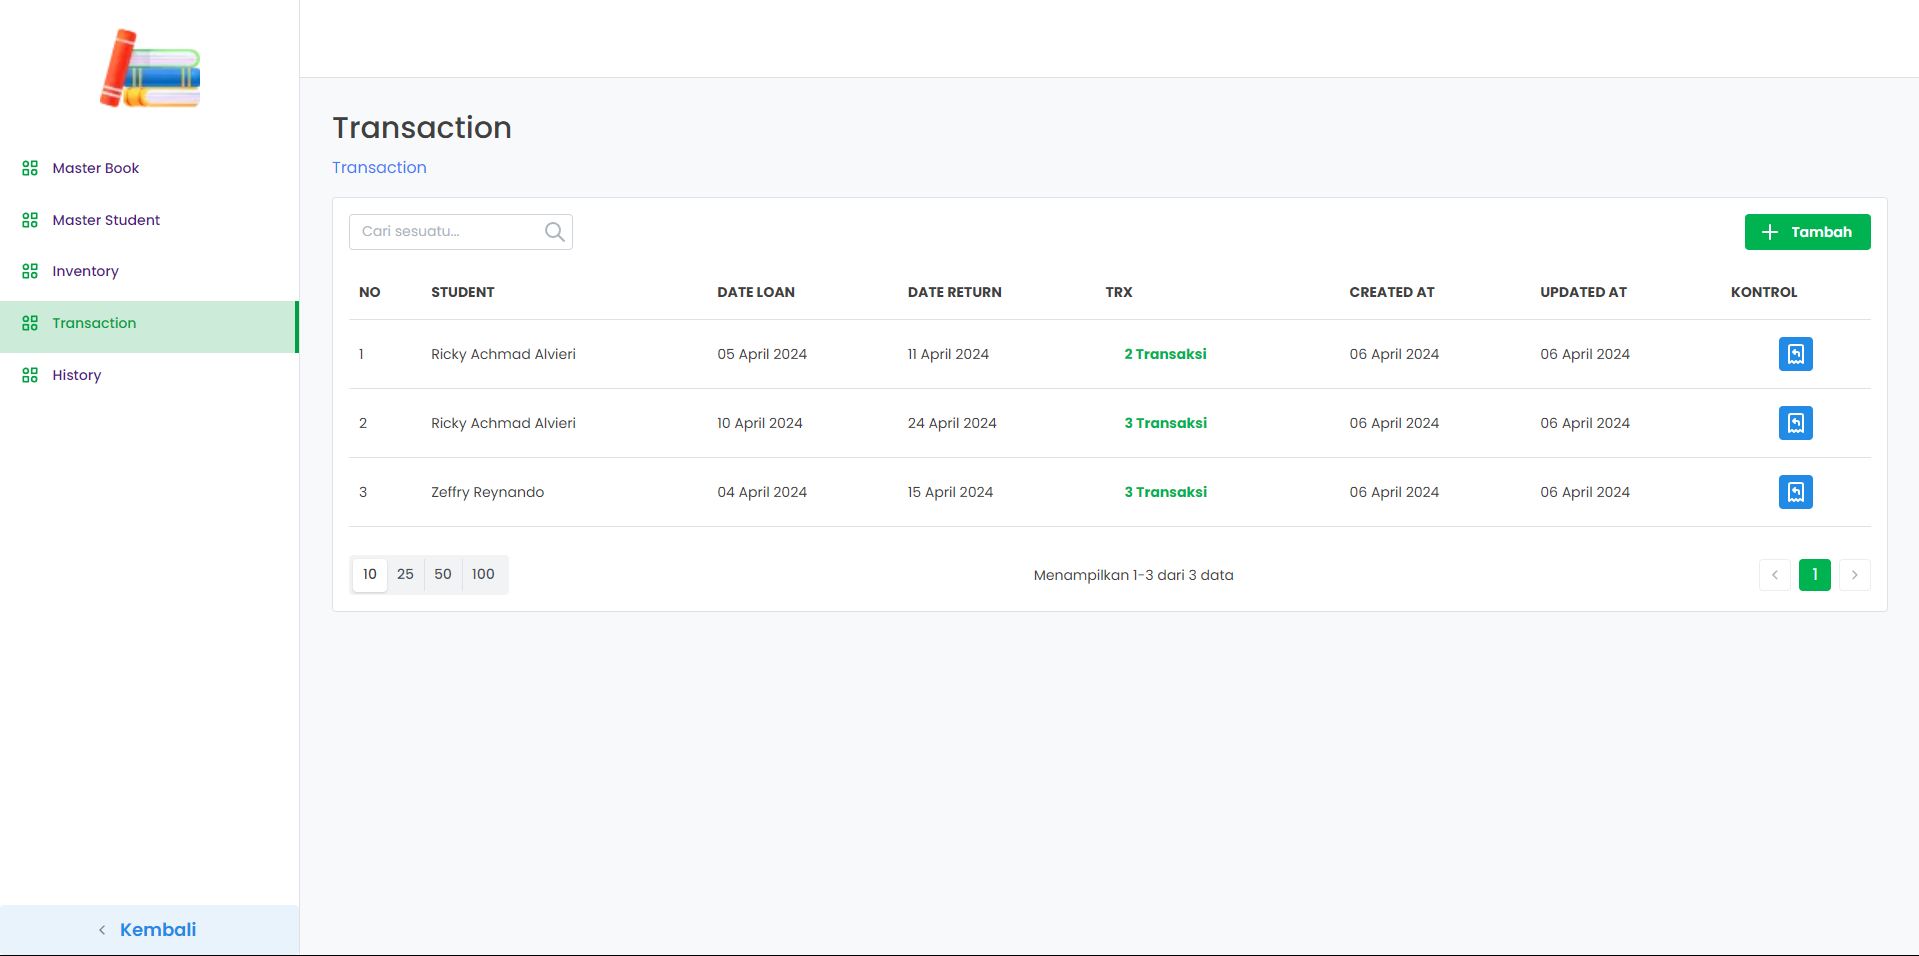 Master Book
Master Student
Inventory
Transaction
History
Kembali
Transaction
Transaction
Cari sesuatu...
Tambah
NO STUDENT DATE LOAN DATE RETURN TRX CREATED AT UPDATED AT KONTROL
1 Ricky Achmad Alvieri 05 April 2024 11 April 2024 2 Transaksi 06 April 2024 06 April 2024
2 Ricky Achmad Alvieri 10 April 2024 24 April 2024 3 Transaksi 06 April 2024 06 April 2024
3 Zeffry Reynando 04 April 2024 15 April 2024 3 Transaksi 06 April 2024 06 April 2024
10 25 50 100 Menampilkan 1-3 dari 3 data 1